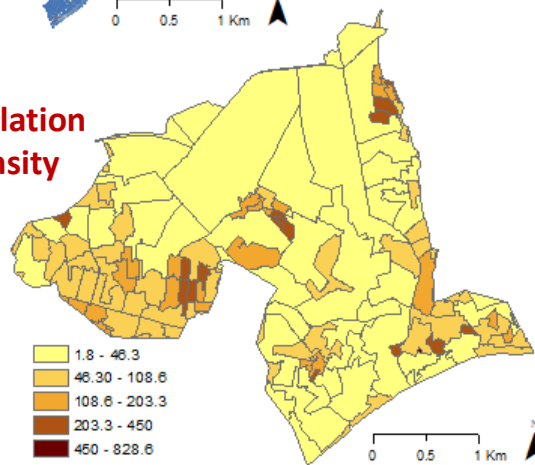 0 0.5 1 Km
lation
nsity
1.8 - 46.3
46.30 - 108.6
108.6 - 203.3
203.3 - 450
450 - 828.6
N
0 0.5 1 Km